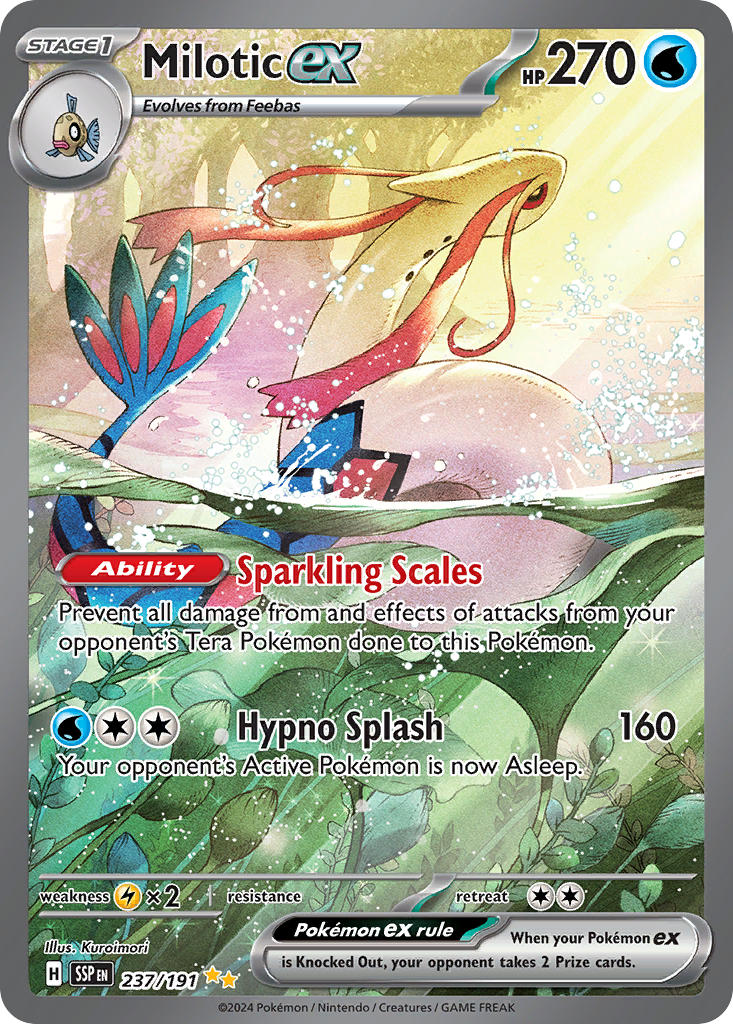 STAGE1
Milotic ex
HP 270
Evolves from Feebas
Ability Sparkling Scales
Prevent all damage from and effects of attacks from your
opponent's Tera Pokémon done to this Pokémon.
Hypno Splash 160
Your opponent's Active Pokémon is now Asleep.
weakness ×2 resistance retreat
Illus. Kuroimori
Pokémon ex rule
When your Pokémon ex
is Knocked Out, your opponent takes 2 Prize cards.
H SSP EN 237/191
©2024 Pokémon / Nintendo / Creatures / GAME FREAK